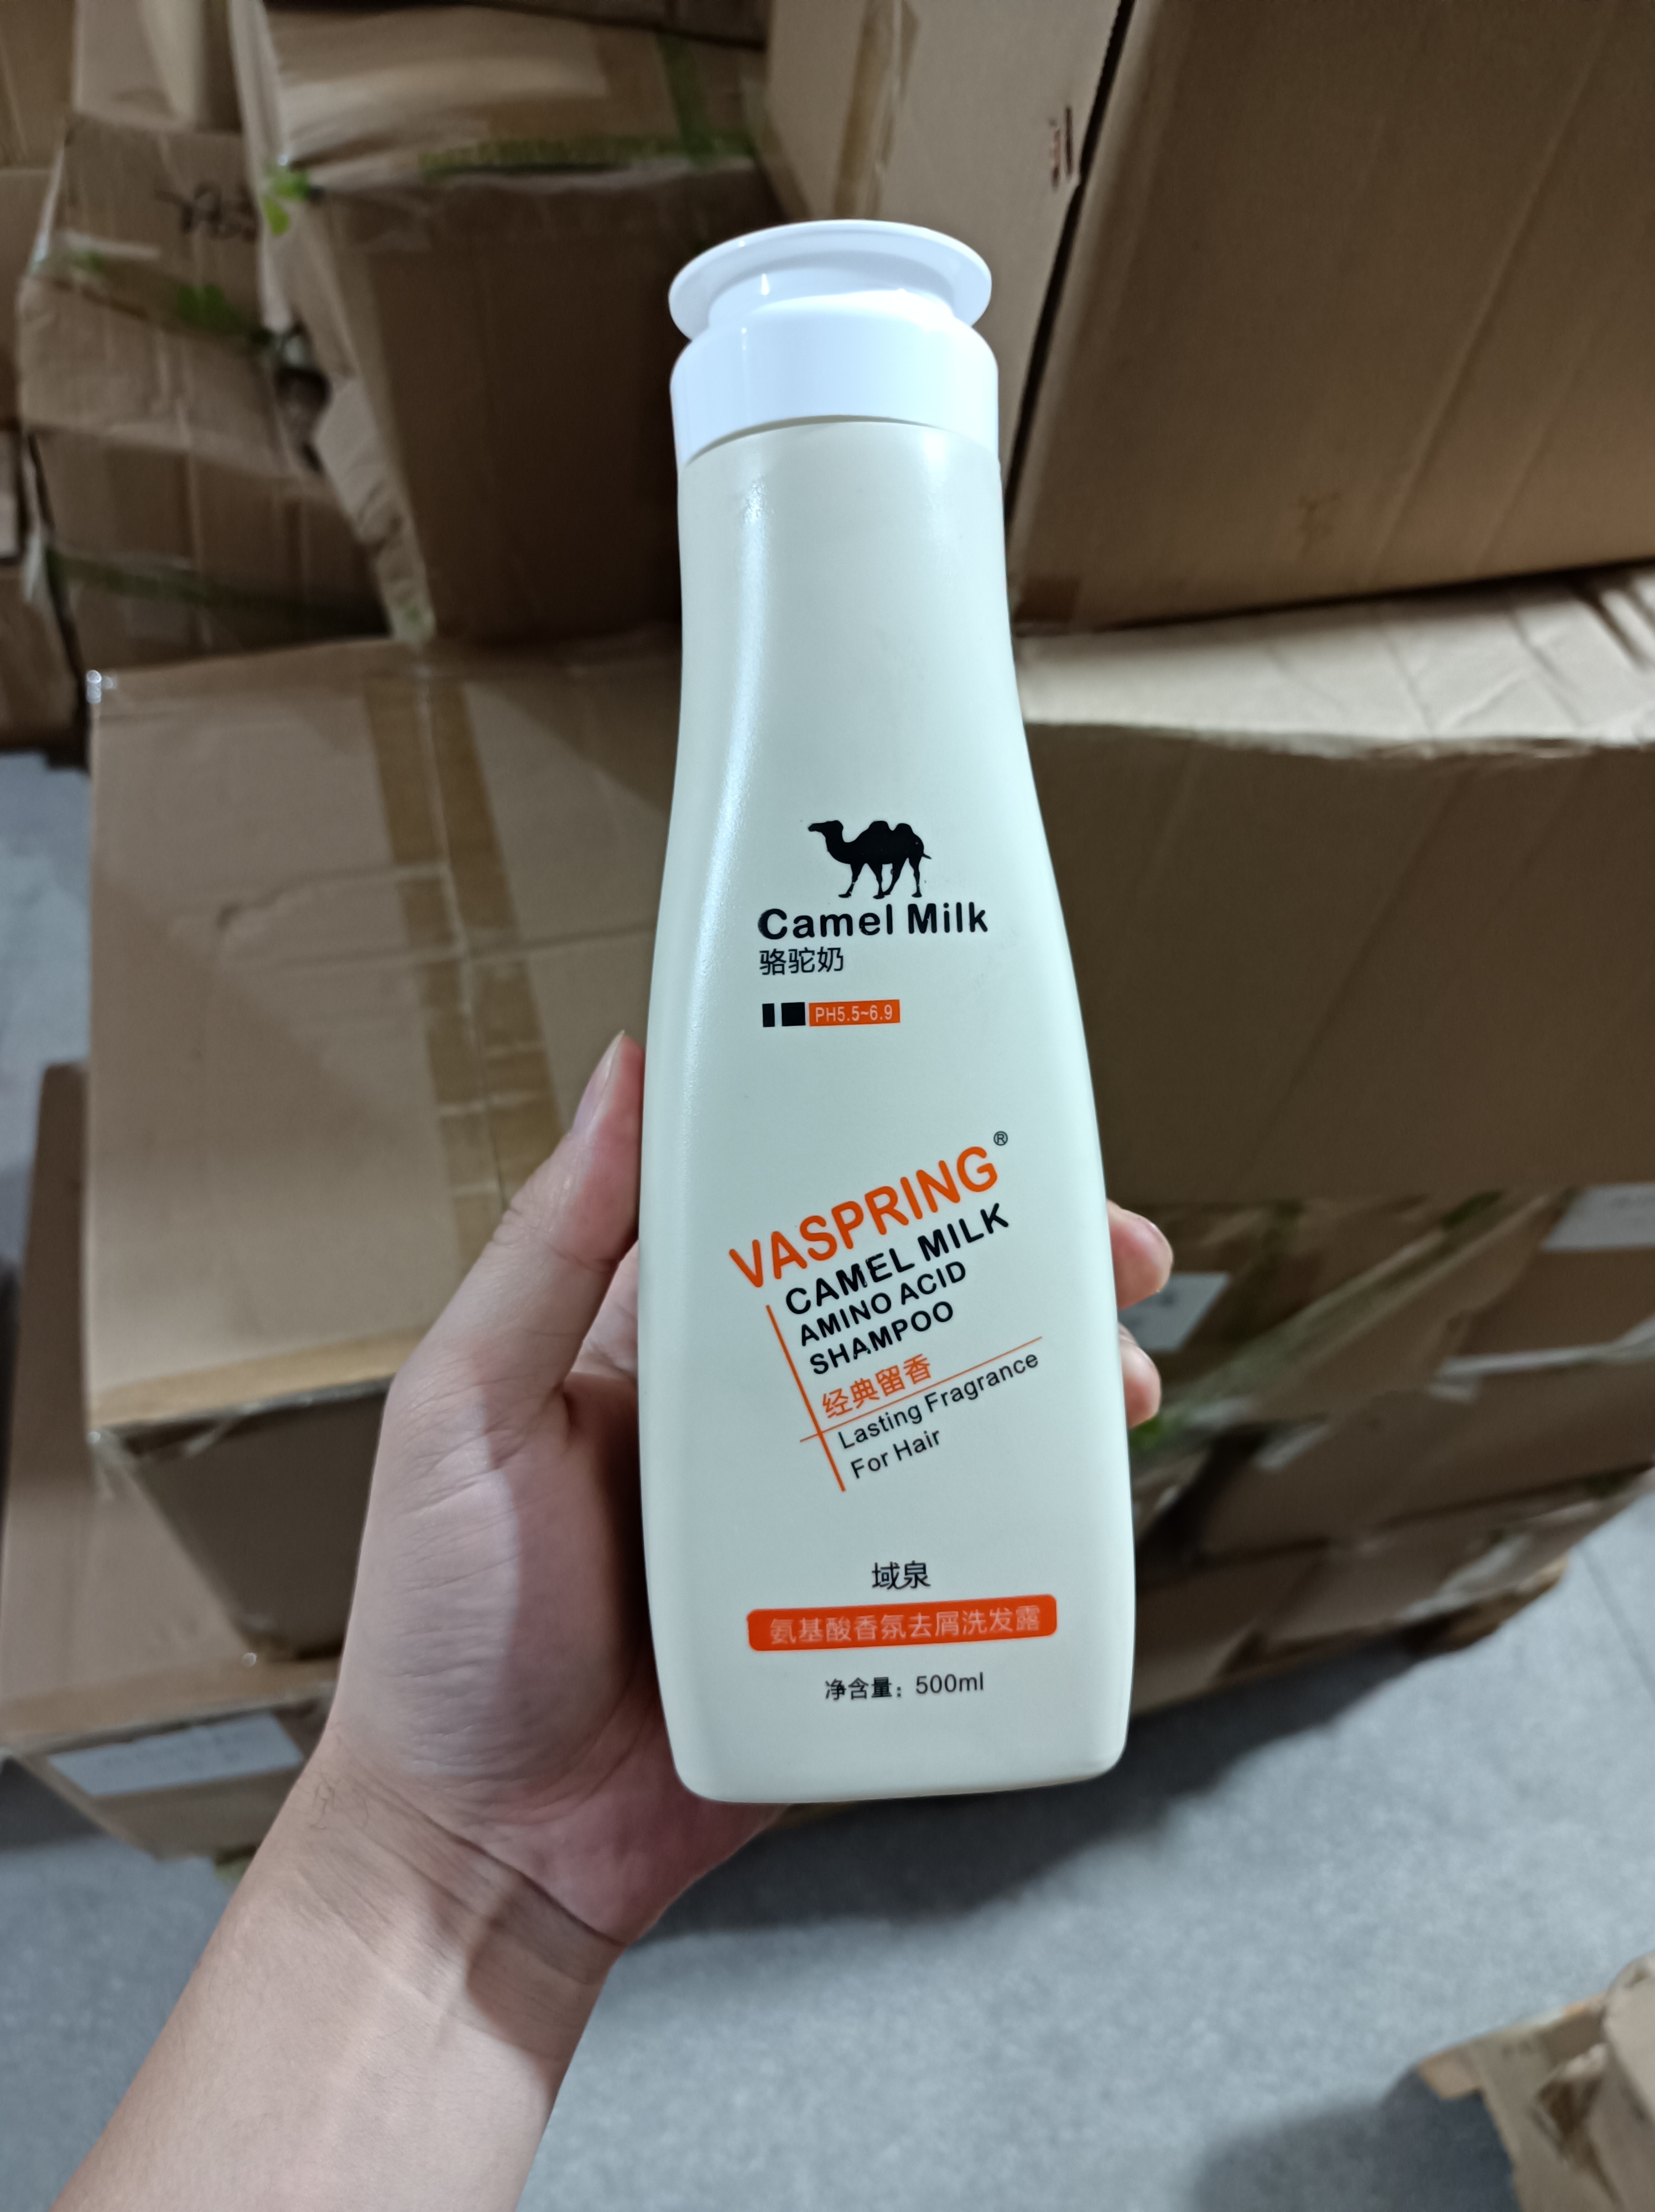 Camel Milk
骆驼奶
PH5.5~6.9
VASPRING®
CAMEL MILK
AMINO ACID
SHAMPOO
经典留香
Lasting Fragrance
For Hair
域泉
氨基酸香氛去屑洗发露
净含量：500ml